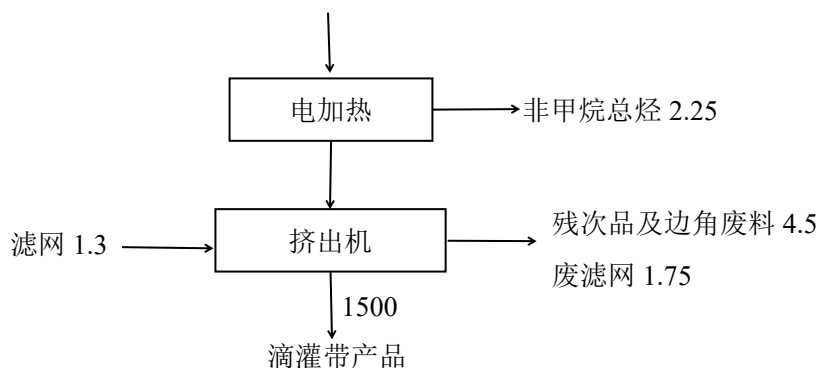 电加热
非甲烷总烃 2.25
滤网 1.3
挤出机
残次品及边角废料 4.5
废滤网 1.75
1500
滴灌带产品